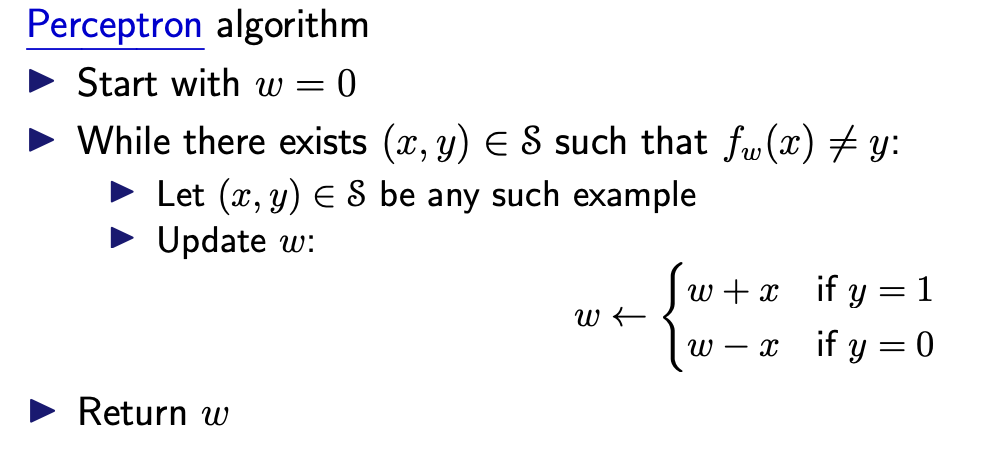 Perceptron algorithm
▶ Start with w = 0
▶ While there exists (x, y) ∈ S such that f_w(x) ≠ y:
▶ Let (x, y) ∈ S be any such example
▶ Update w:
w ← { w + x if y = 1
w − x if y = 0
▶ Return w